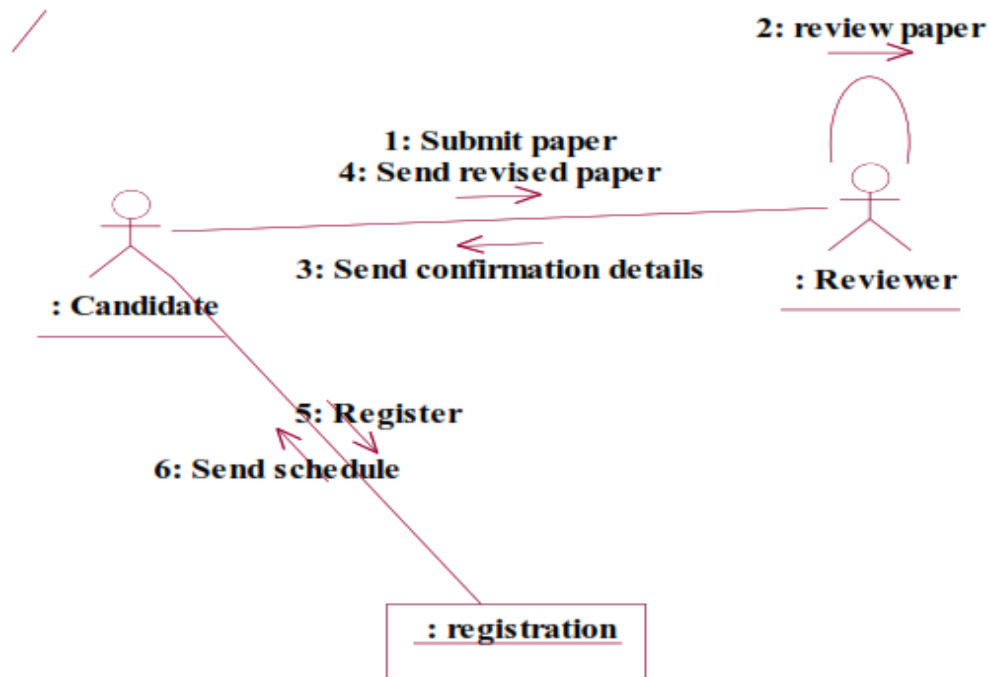 2: review paper
1: Submit paper
4: Send revised paper
3: Send confirmation details
: Reviewer
: Candidate
5: Register
6: Send schedule
: registration